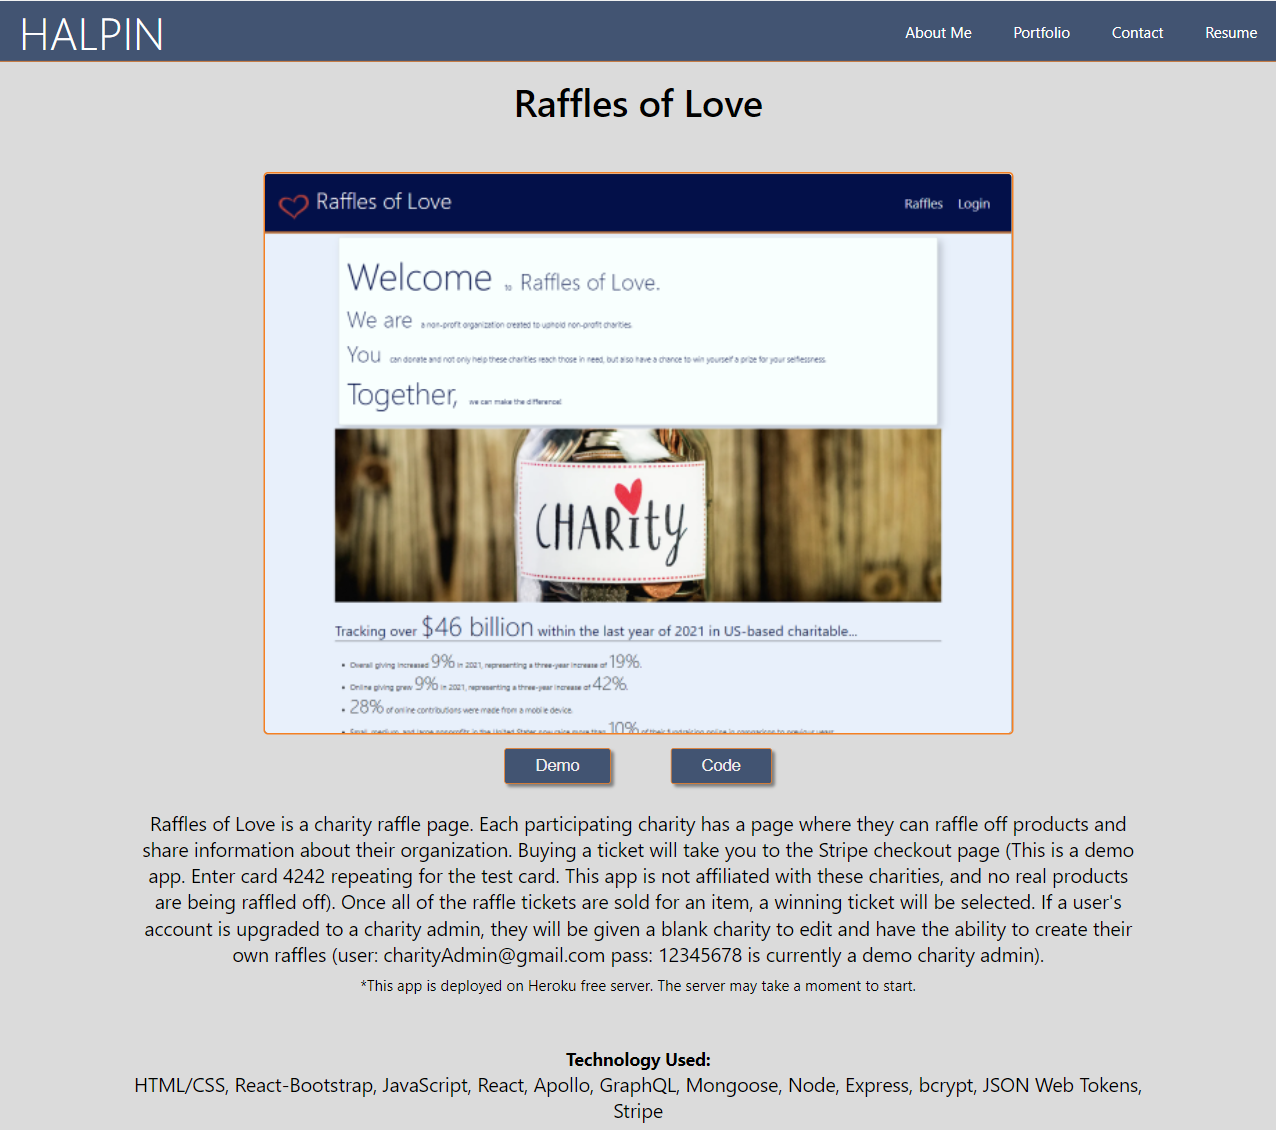 HALPIN
About Me Portfolio Contact Resume
Raffles of Love
Raffles of Love
Raffles Login
Welcome to Raffles of Love.
We are a non-profit organization created to uphold non-profit charities.
You can donate and not only help these charities reach those in need, but also have a chance to win yourself a prize for your selflessness.
Together, we can make the difference!
CHARITY
Tracking over $46 billion within the last year of 2021 in US-based charitable...
• Overall giving increased 9% in 2021, representing a three-year increase of 19%.
• Online giving grew 9% in 2021, representing a three-year increase of 42%.
• 28% of online contributions were made from a mobile device.
10% of their fundraising online in comparison to previous years
Demo Code
Raffles of Love is a charity raffle page. Each participating charity has a page where they can raffle off products and
share information about their organization. Buying a ticket will take you to the Stripe checkout page (This is a demo
app. Enter card 4242 repeating for the test card. This app is not affiliated with these charities, and no real products
are being raffled off). Once all of the raffle tickets are sold for an item, a winning ticket will be selected. If a user's
account is upgraded to a charity admin, they will be given a blank charity to edit and have the ability to create their
own raffles (user: charityAdmin@gmail.com pass: 12345678 is currently a demo charity admin).
*This app is deployed on Heroku free server. The server may take a moment to start.
Technology Used:
HTML/CSS, React-Bootstrap, JavaScript, React, Apollo, GraphQL, Mongoose, Node, Express, bcrypt, JSON Web Tokens,
Stripe